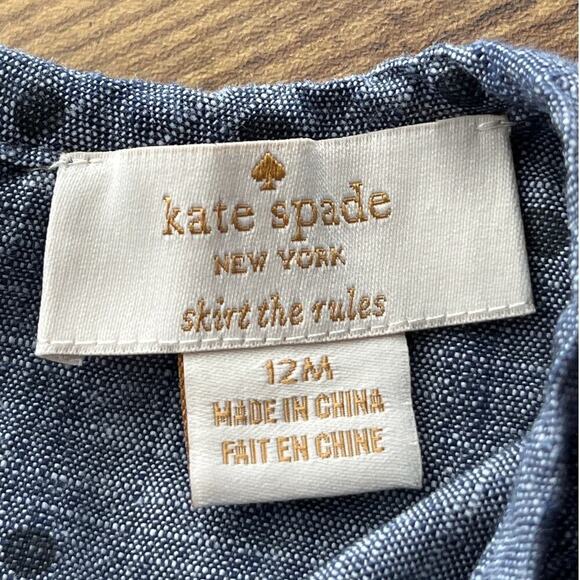 kate spade
NEW YORK
skirt the rules
12M
MADE IN CHINA
FAIT EN CHINE